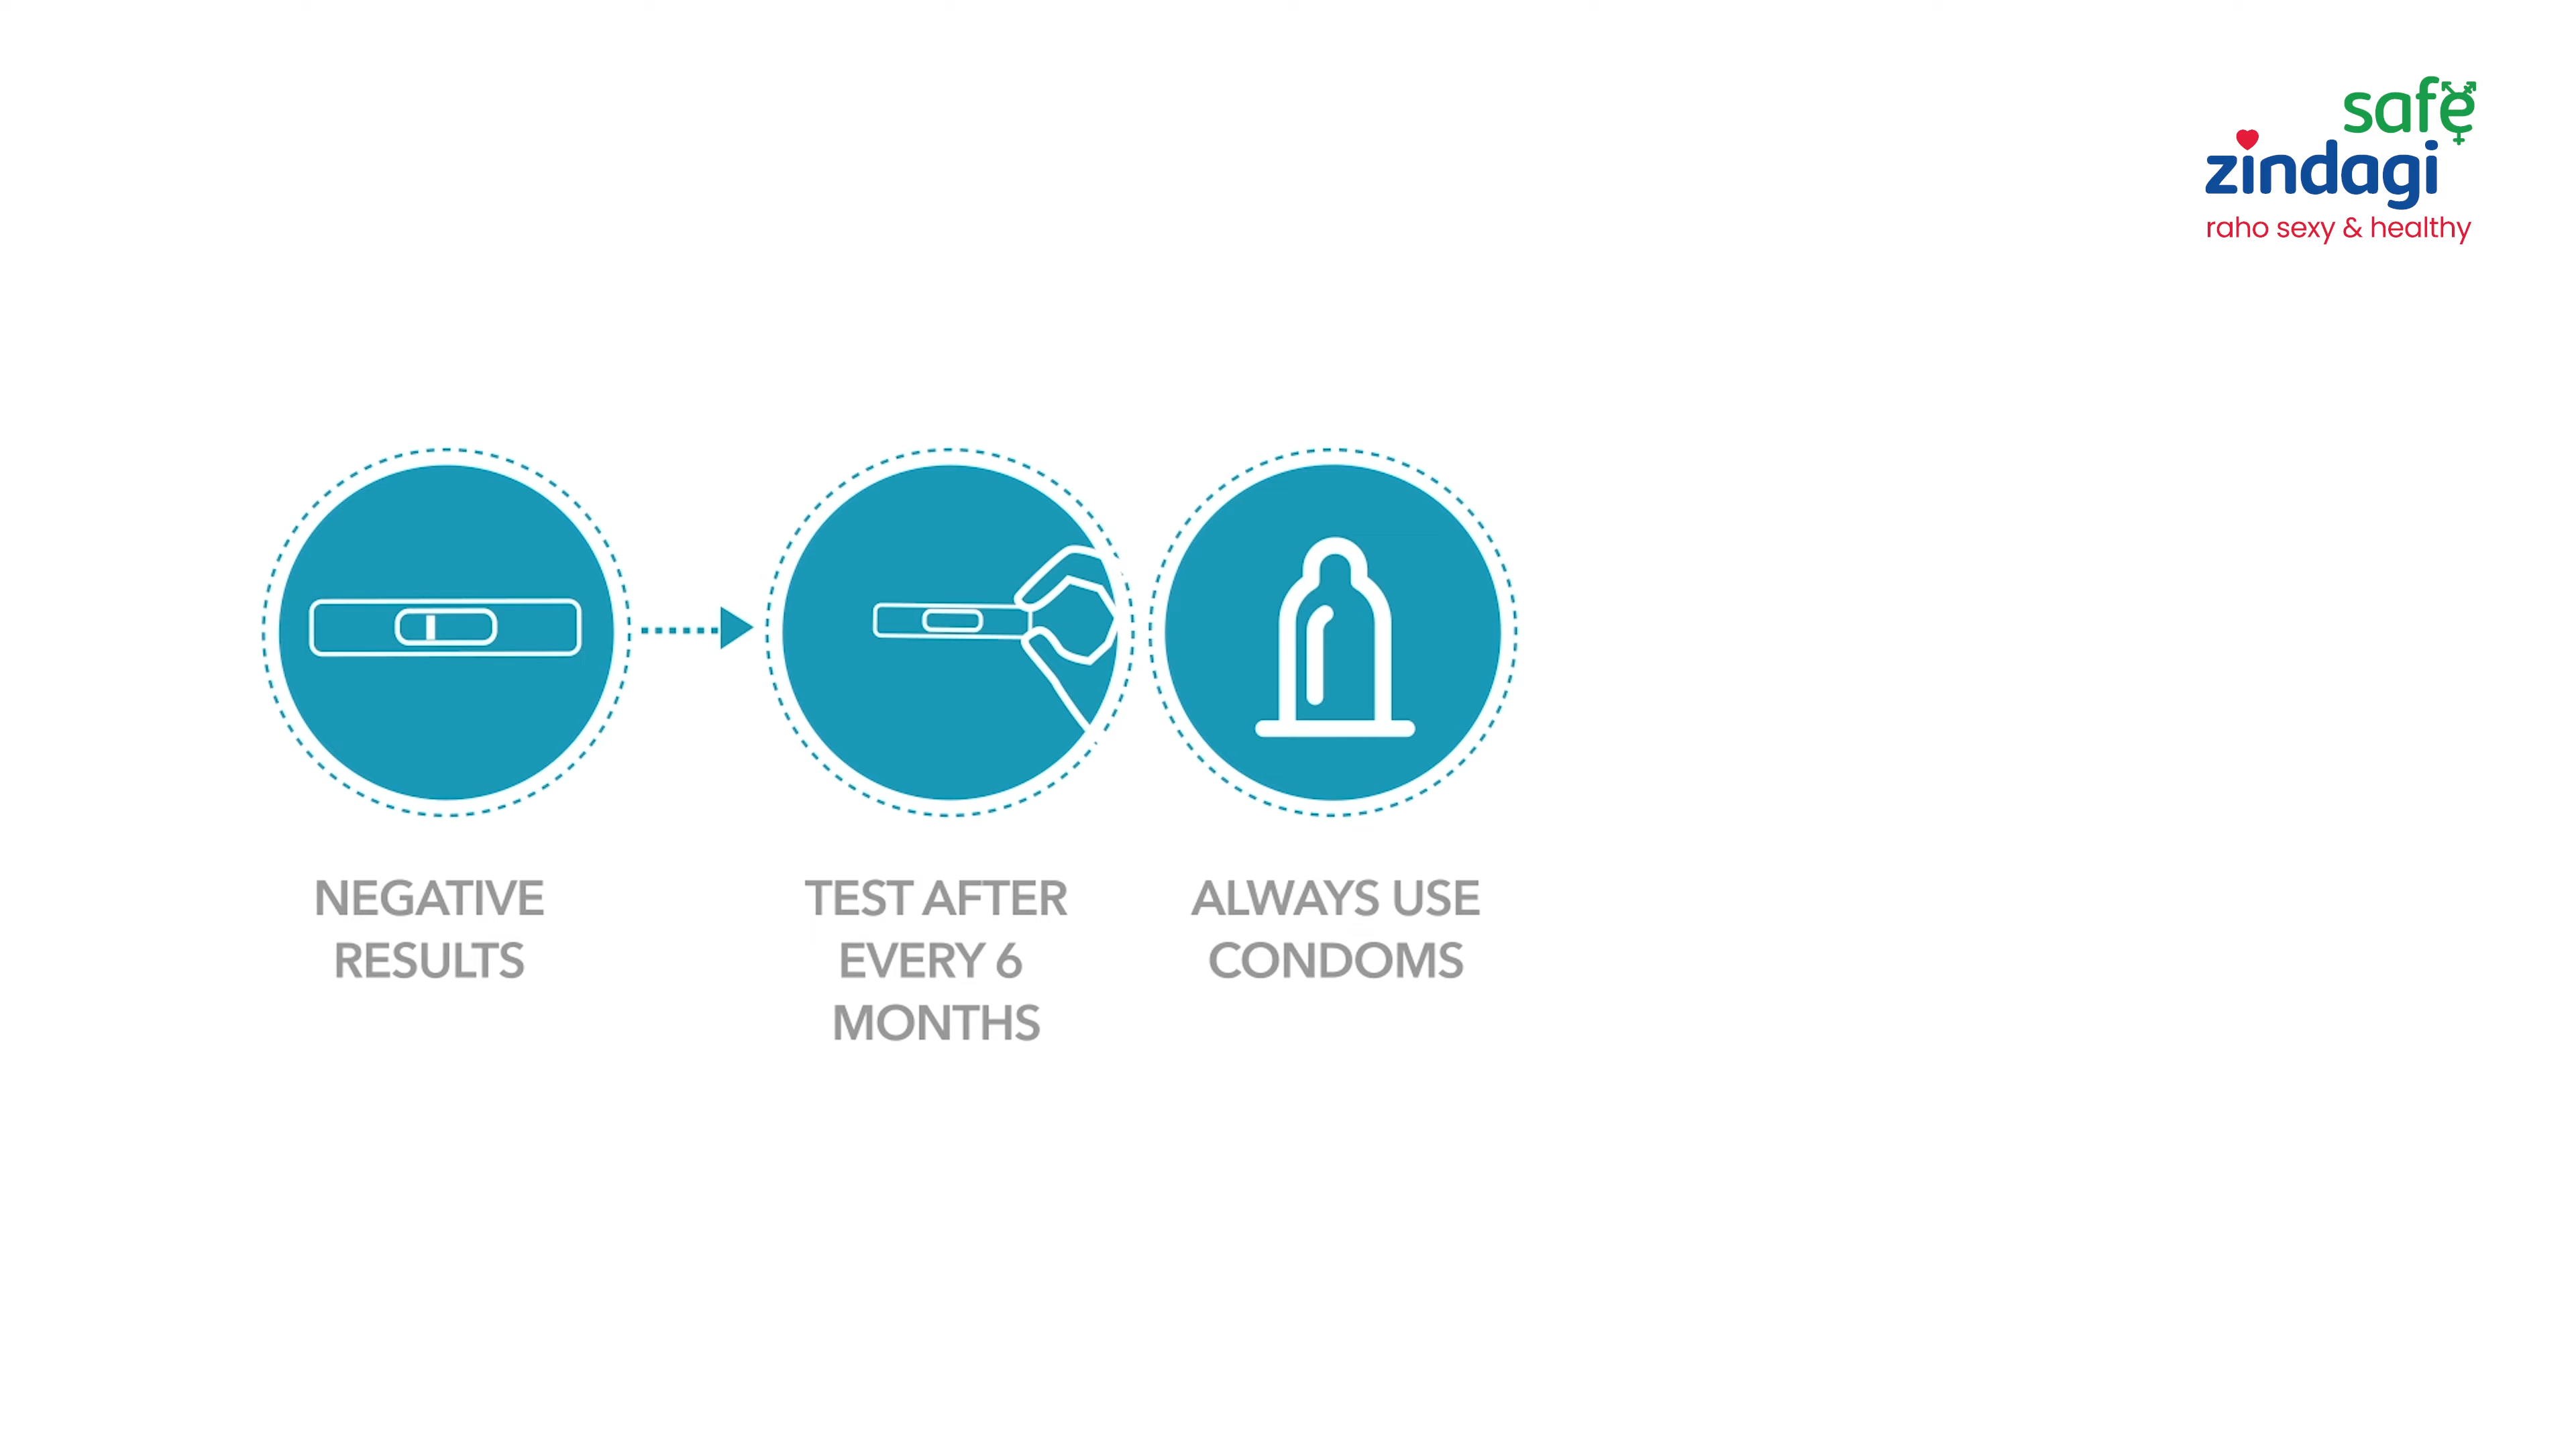 safe
zindagi
raho sexy & healthy
NEGATIVE
RESULTS
TEST AFTER
EVERY 6
MONTHS
ALWAYS USE
CONDOMS